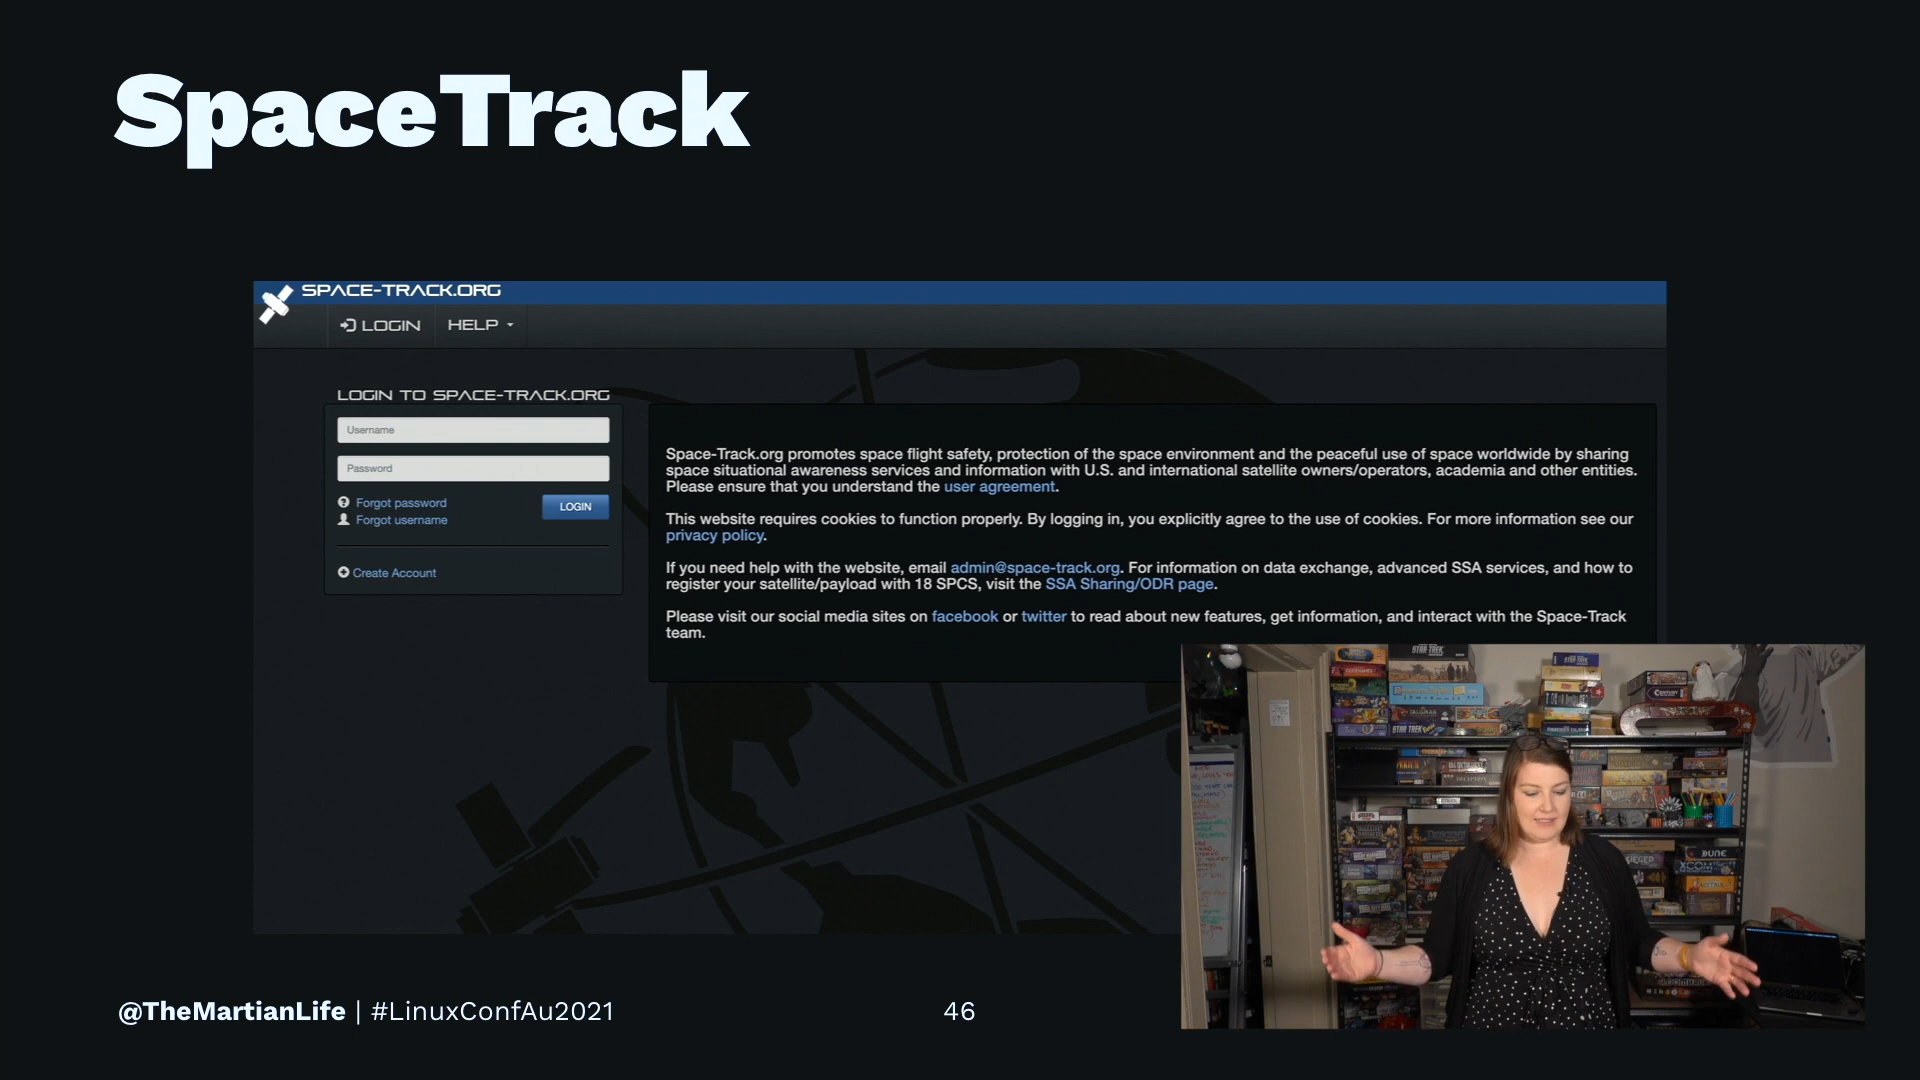 SpaceTrack
SPACE-TRACK.ORG
LOGIN
HELP
LOGIN TO SPACE-TRACK.ORG
Username
Password
Forgot password
LOGIN
Forgot username
Create Account
Space-Track.org promotes space flight safety, protection of the space environment and the peaceful use of space worldwide by sharing
space situational awareness services and information with U.S. and international satellite owners/operators, academia and other entities.
Please ensure that you understand the user agreement.
This website requires cookies to function properly. By logging in, you explicitly agree to the use of cookies. For more information see our
privacy policy.
If you need help with the website, email admin@space-track.org. For information on data exchange, advanced SSA services, and how to
register your satellite/payload with 18 SPCS, visit the SSA Sharing/ODR page.
Please visit our social media sites on facebook or twitter to read about new features, get information, and interact with the Space-Track
team.
STAR TREK
STAR TREK
STAR TREK
DECEPTION
DUNE
XCOM
@TheMartianLife | #LinuxConfAu2021
46